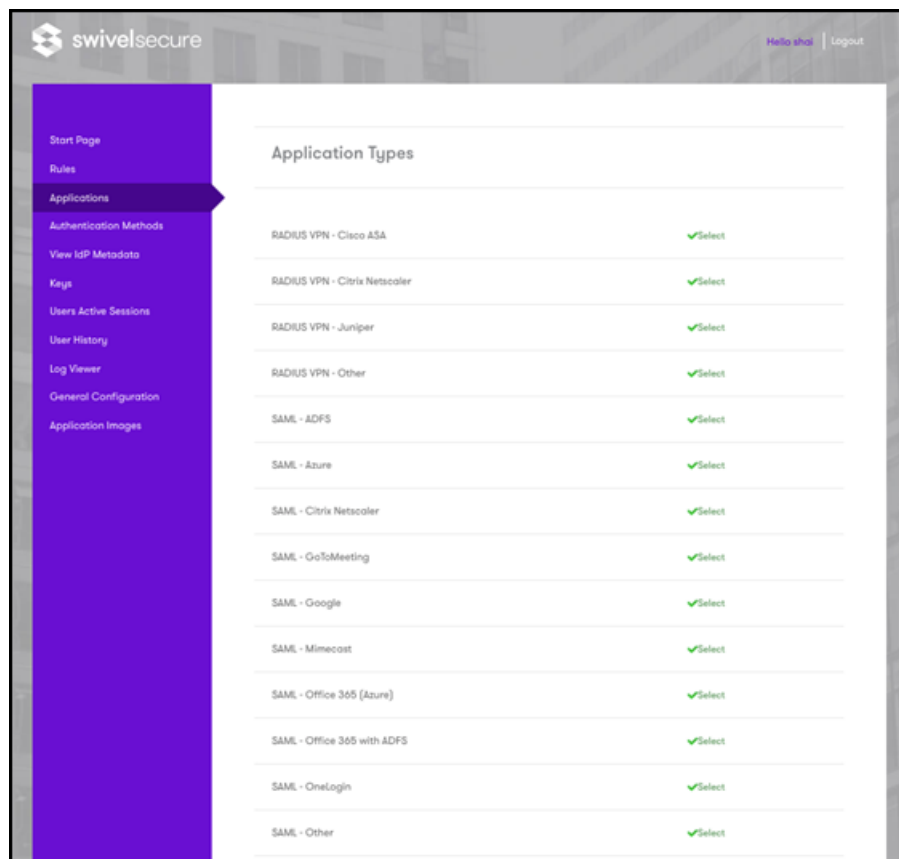 swivelsecure
Hello shai | Logout
Start Page
Rules
Applications
Authentication Methods
View IdP Metadata
Keys
Users Active Sessions
User History
Log Viewer
General Configuration
Application Images
Application Types
RADIUS VPN - Cisco ASA Select
RADIUS VPN - Citrix Netscaler Select
RADIUS VPN - Juniper Select
RADIUS VPN - Other Select
SAML - ADFS Select
SAML - Azure Select
SAML - Citrix Netscaler Select
SAML - GoToMeeting Select
SAML - Google Select
SAML - Mimecast Select
SAML - Office 365 (Azure) Select
SAML - Office 365 with ADFS Select
SAML - OneLogin Select
SAML - Other Select